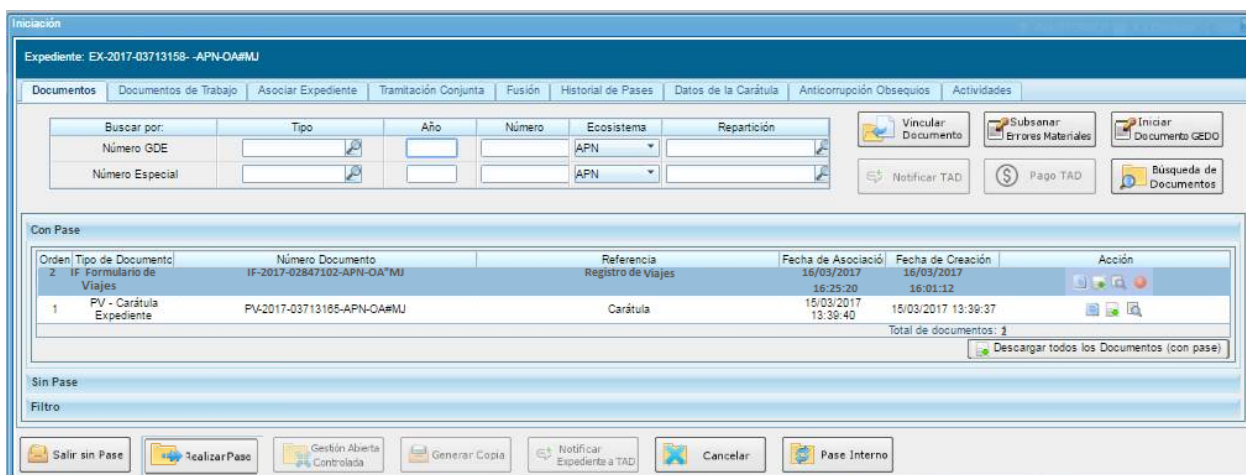 Iniciación
Expediente: EX-2017-03713158- -APN-OA#MJ
Documentos Documentos de Trabajo Asociar Expediente Tramitación Conjunta Fusión Historial de Pases Datos de la Carátula Anticorrupción Obsequios Actividades
Buscar por: Tipo Año Número Ecosistema Repartición
Número GDE APN
Número Especial APN
Vincular
Documento
Subsanar
Errores Materiales
Iniciar
Documento GEDO
Notificar TAD
Pago TAD
Búsqueda de
Documentos
Con Pase
Orden Tipo de Documento Número Documento Referencia Fecha de Asociació Fecha de Creación Acción
2 IF Formulario de IF-2017-02847102-APN-OA"MJ Registro de Viajes 16/03/2017 16/03/2017
Viajes 16:25:20 16:01:12
PV - Carátula 15/03/2017
1 Expediente PV-2017-03713165-APN-OA#MJ Carátula 13:39:40 15/03/2017 13:39:37
Total de documentos:
Descargar todos los Documentos (con pase)
Sin Pase
Filtro
Salir sin Pase
Realizar Pase
Gestión Abierta
Controlada
Generar Copia
Notificar
Expediente a TAD
Cancelar
Pase Interno